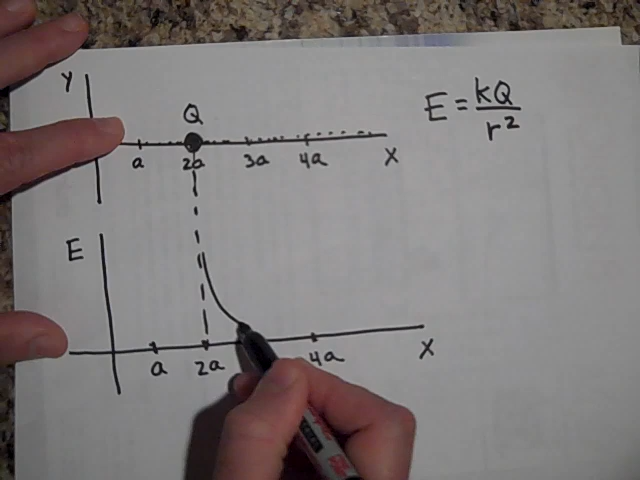 Y
Q
a 2a 3a 4a X
E = kQ/r²
E
a 2a 4a X